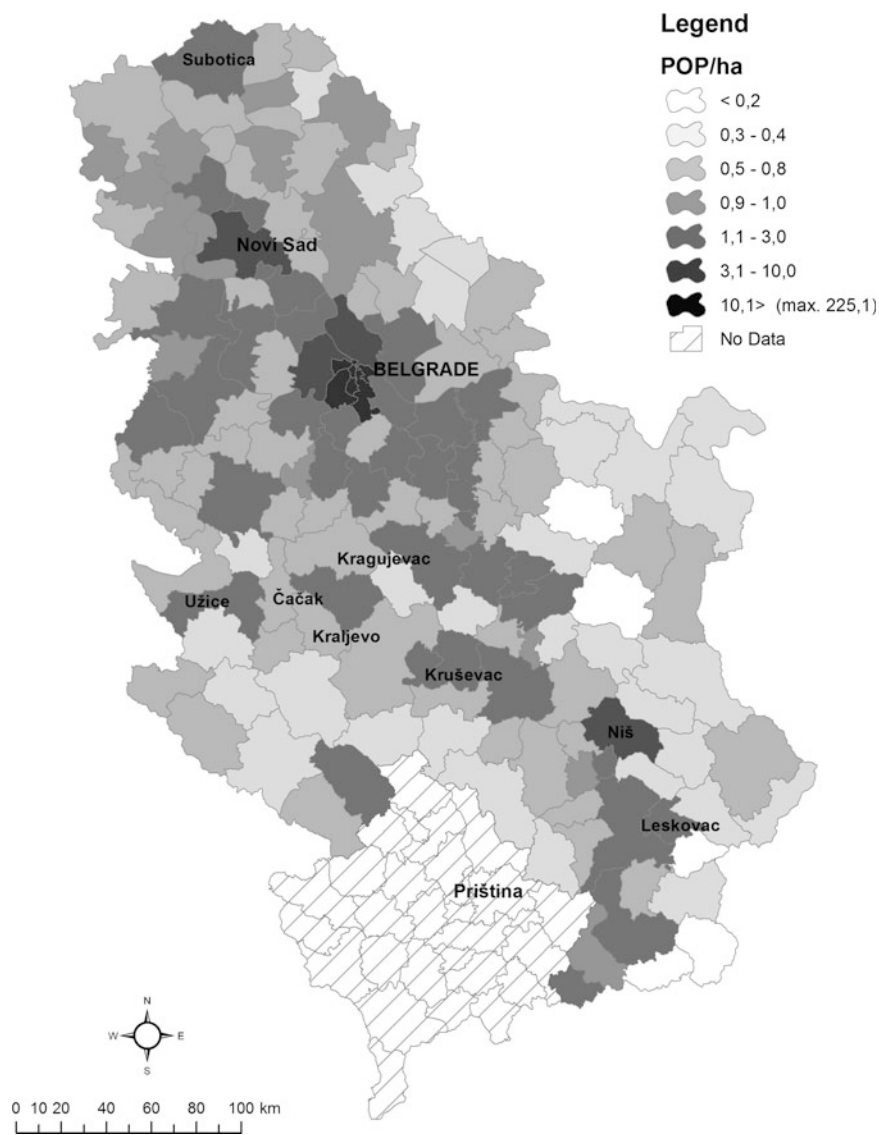 Legend
POP/ha
< 0,2
0,3 - 0,4
0,5 - 0,8
0,9 - 1,0
1,1 - 3,0
3,1 - 10,0
10,1> (max. 225,1)
No Data
Subotica
Novi Sad
BELGRADE
Kragujevac
Užice
Čačak
Kraljevo
Kruševac
Niš
Leskovac
Priština
N
W E
S
0 10 20 40 60 80 100 km